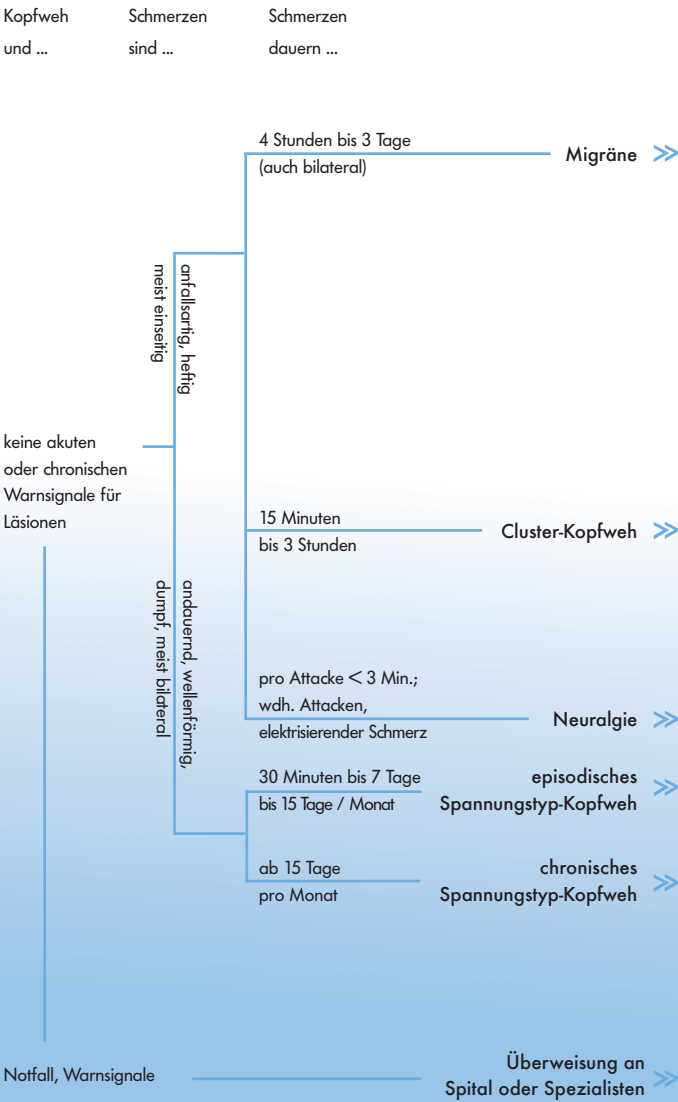 Kopfweh
und ...
Schmerzen
sind ...
Schmerzen
dauern ...
4 Stunden bis 3 Tage
(auch bilateral)
Migräne
anfallsartig, heftig
meist einseitig
keine akuten
oder chronischen
Warnsignale für
Läsionen
15 Minuten
bis 3 Stunden
Cluster-Kopfweh
andauernd, wellenförmig,
dumpf, meist bilateral
pro Attacke < 3 Min.;
wdh. Attacken,
elektrisierender Schmerz
Neuralgie
30 Minuten bis 7 Tage
bis 15 Tage / Monat
episodisches
Spannungstyp-Kopfweh
ab 15 Tage
pro Monat
chronisches
Spannungstyp-Kopfweh
Notfall, Warnsignale
Überweisung an
Spital oder Spezialisten